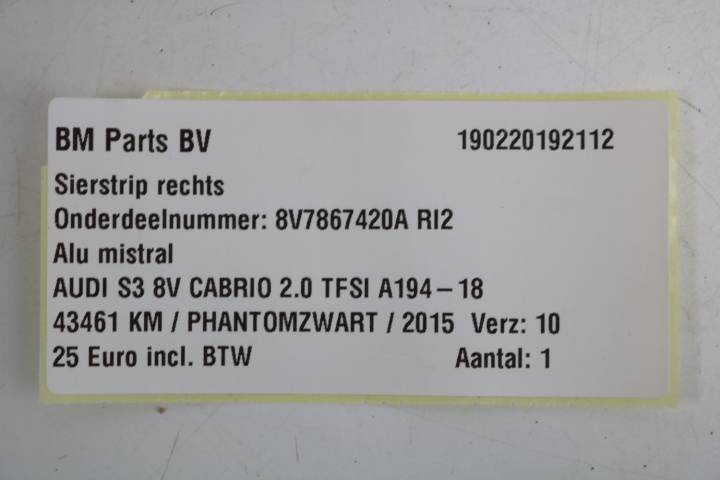 BM Parts BV 190220192112
Sierstrip rechts
Onderdeelnummer: 8V7867420A RI2
Alu mistral
AUDI S3 8V CABRIO 2.0 TFSI A194-18
43461 KM / PHANTOMZWART / 2015 Verz: 10
25 Euro incl. BTW Aantal: 1